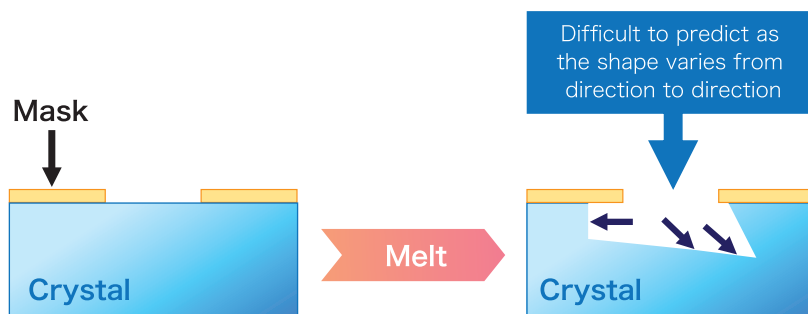 Mask
Crystal
Melt
Difficult to predict as
the shape varies from
direction to direction
Crystal